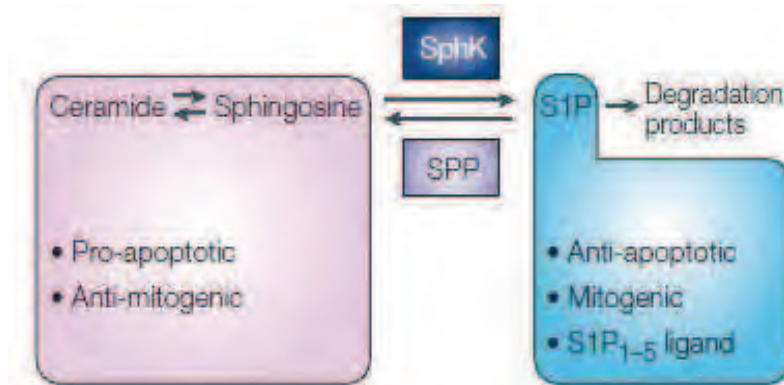 SphK
Ceramide Sphingosine
S1P
Degradation
products
SPP
• Pro-apoptotic
• Anti-mitogenic
• Anti-apoptotic
• Mitogenic
• S1P1–5 ligand